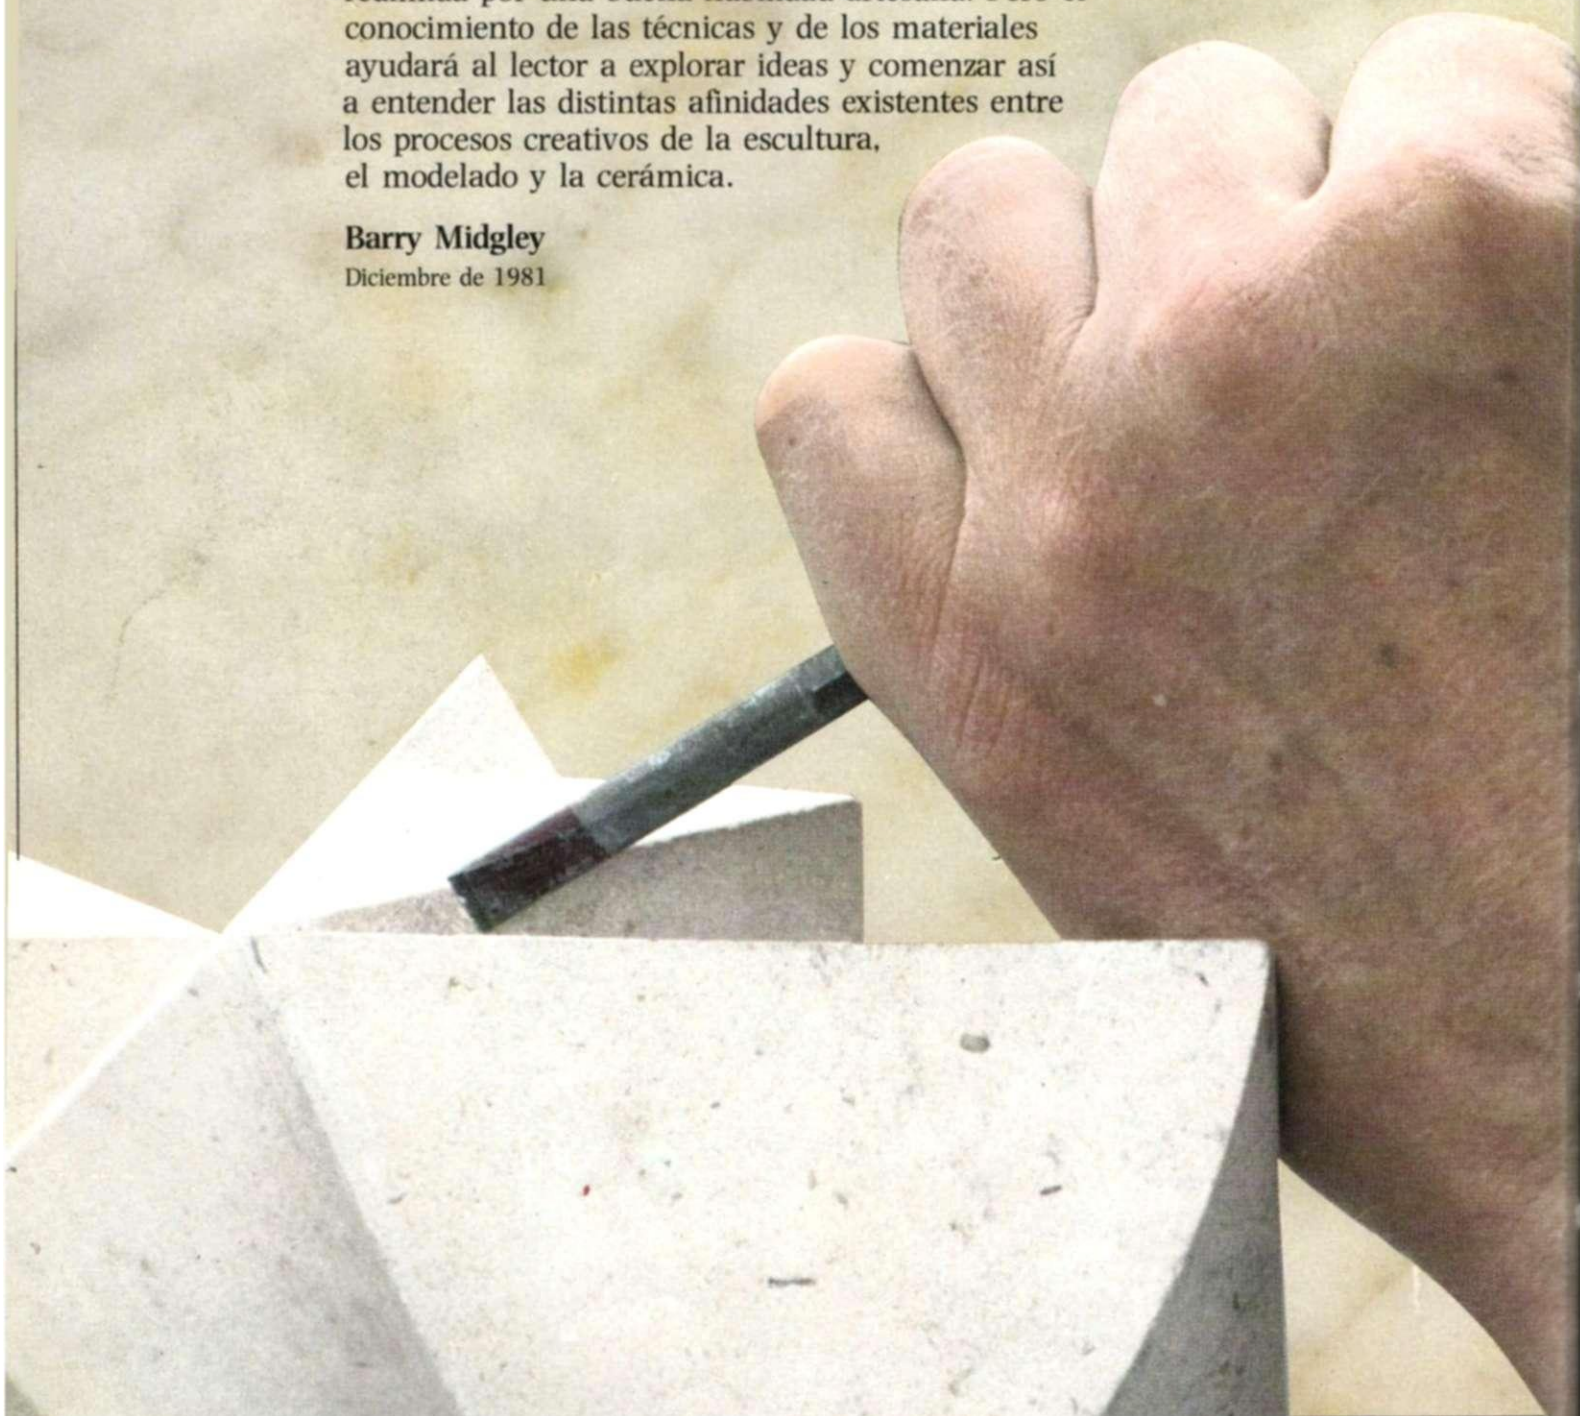 conocimiento de las técnicas y de los materiales
ayudará al lector a explorar ideas y comenzar así
a entender las distintas afinidades existentes entre
los procesos creativos de la escultura,
el modelado y la cerámica.
Barry Midgley
Diciembre de 1981